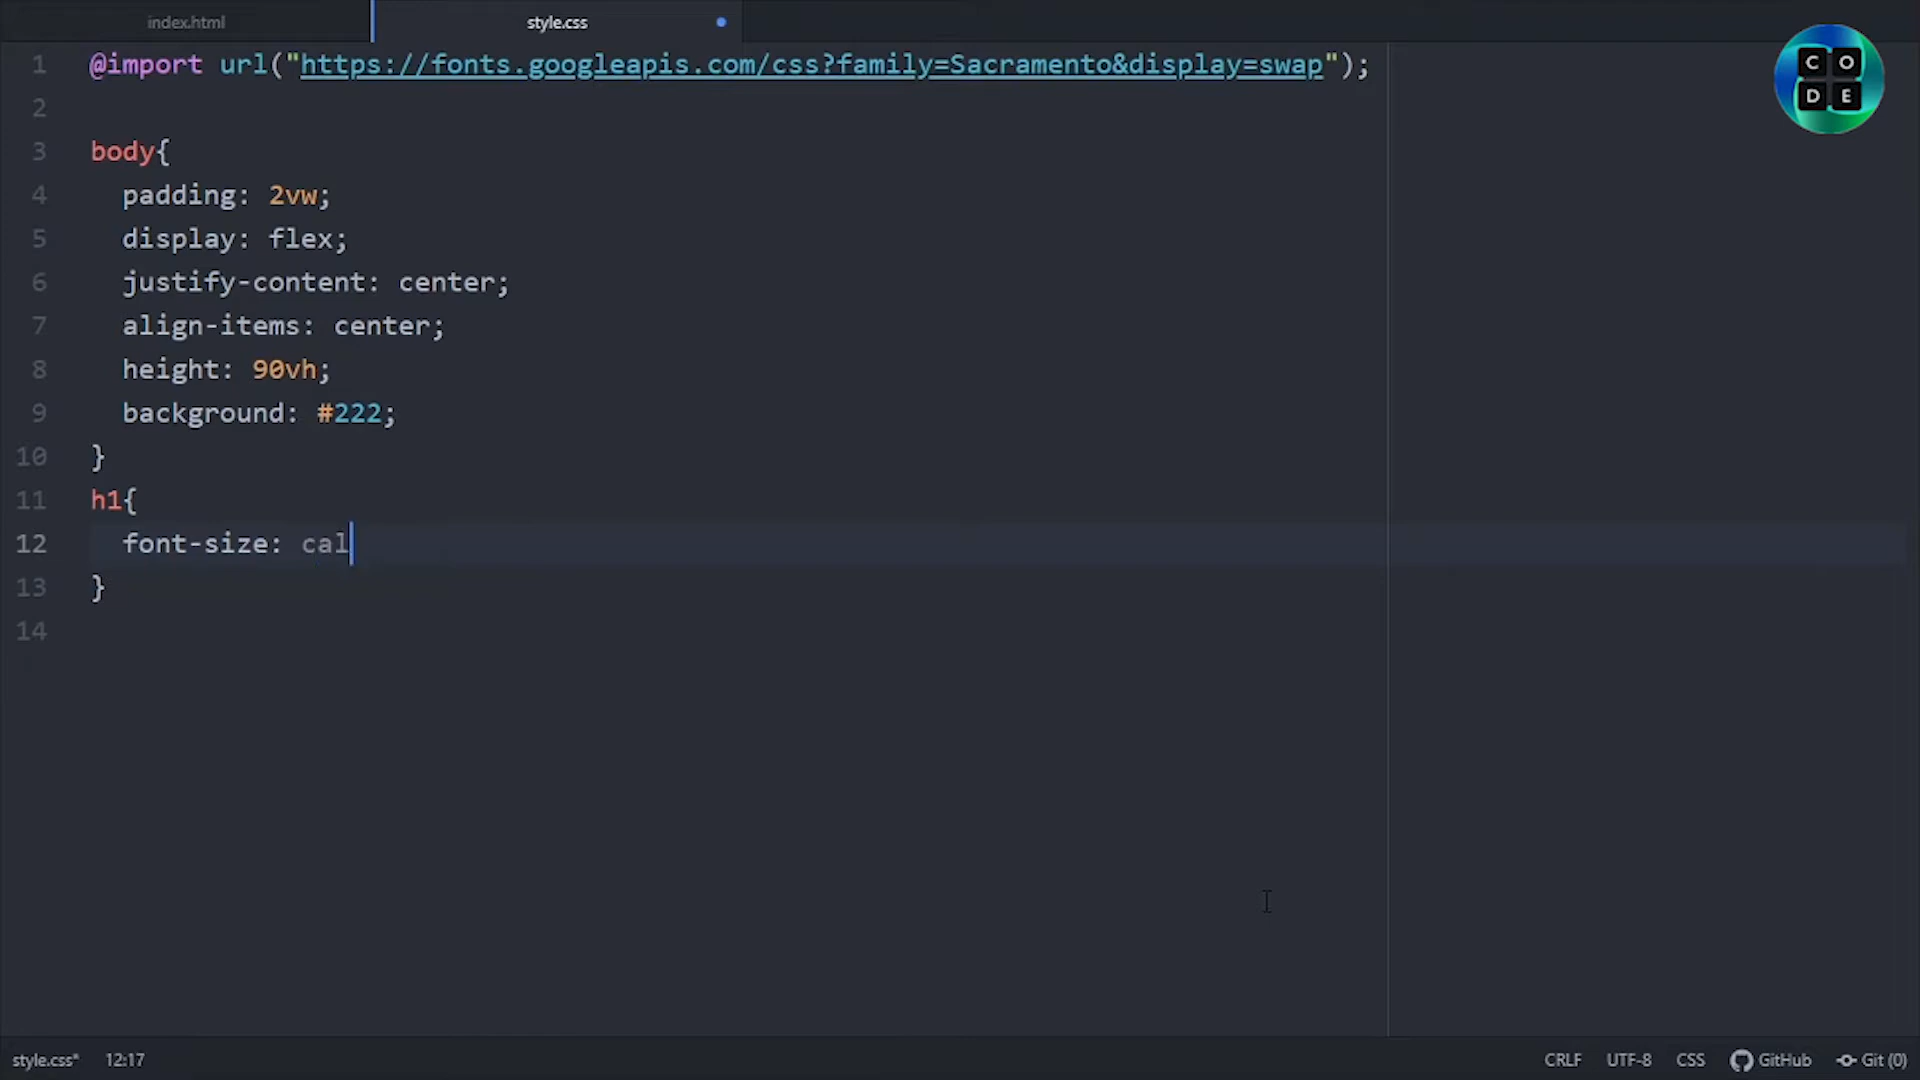 index.html
style.css
C O
D E
1 @import url("https://fonts.googleapis.com/css?family=Sacramento&display=swap");
2
3 body{
4 padding: 2vw;
5 display: flex;
6 justify-content: center;
7 align-items: center;
8 height: 90vh;
9 background: #222;
10 }
11 h1{
12 font-size: cal
13 }
14
style.css* 12:17 CRLF UTF-8 CSS GitHub Git (0)